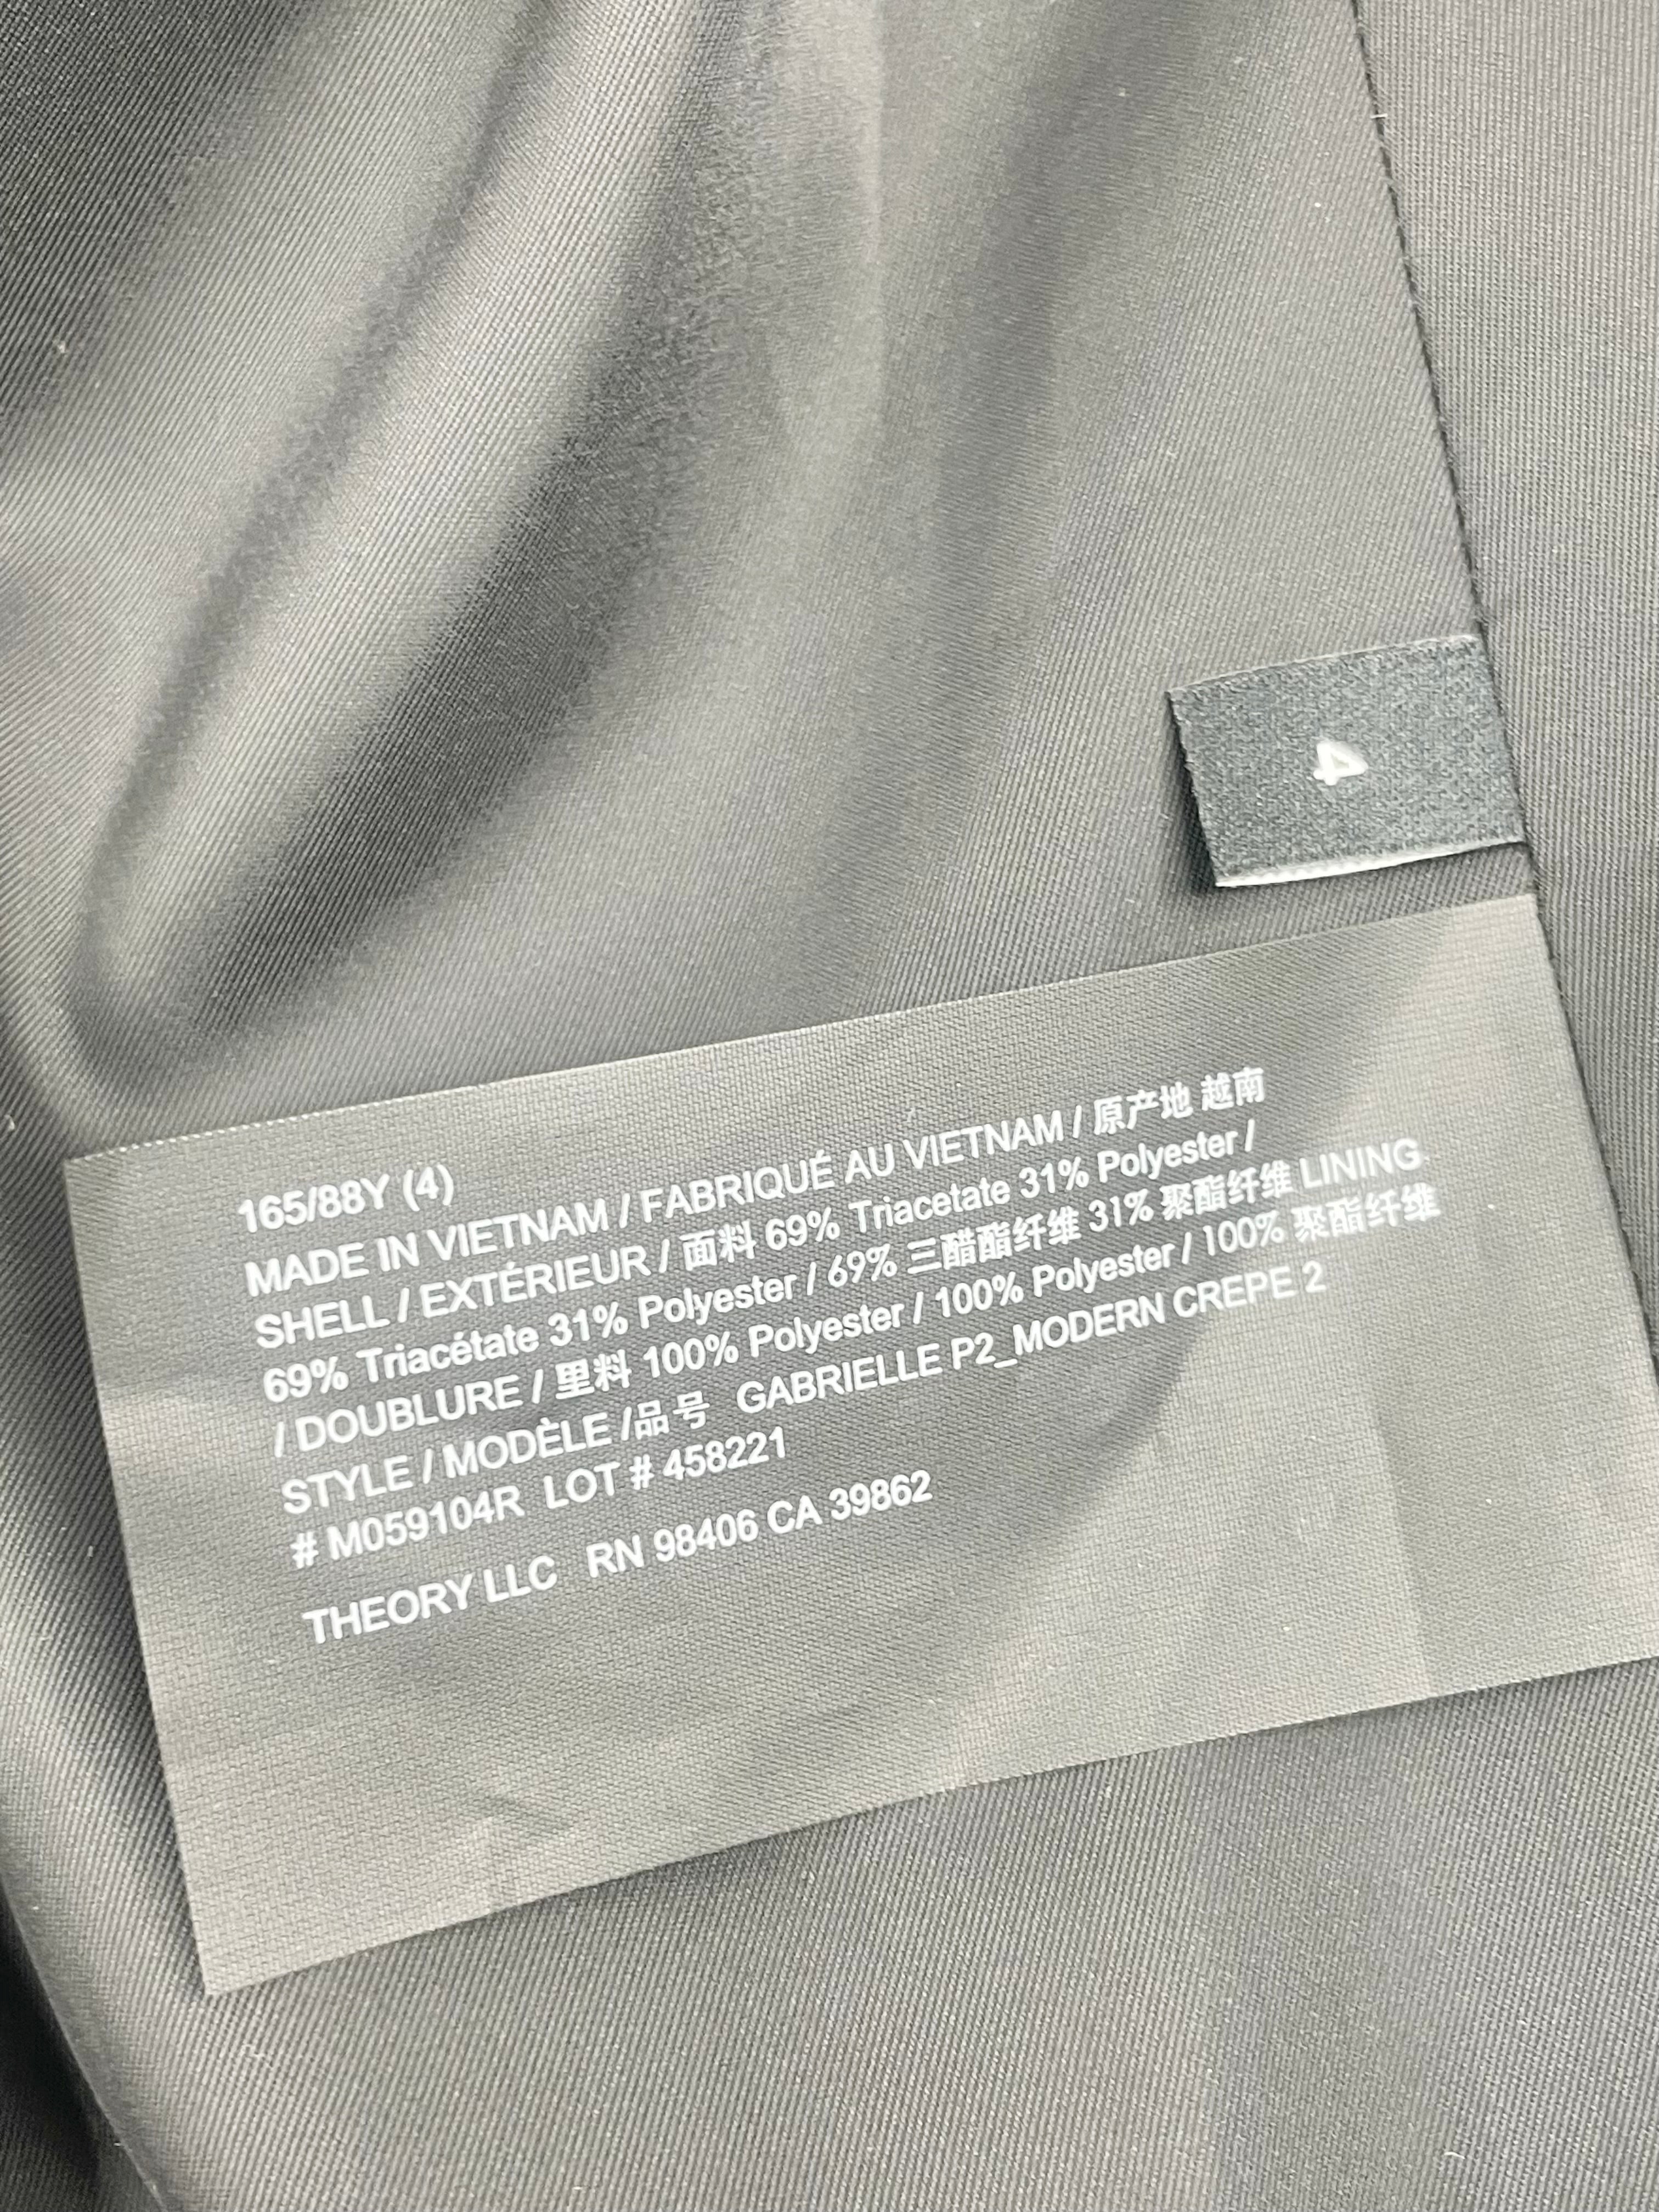 4
165/88Y (4)
MADE IN VIETNAM / FABRIQUÉ AU VIETNAM / 原产地 越南
SHELL / EXTÉRIEUR / 面料 69% Triacetate 31% Polyester /
69% Triacétate 31% Polyester / 69% 三醋酯纤维 31% 聚酯纤维 LINING
/ DOUBLURE / 里料 100% Polyester / 100% Polyester / 100% 聚酯纤维
STYLE / MODÈLE /品号 GABRIELLE P2_MODERN CREPE 2
# M059104R LOT # 458221
THEORY LLC RN 98406 CA 39862